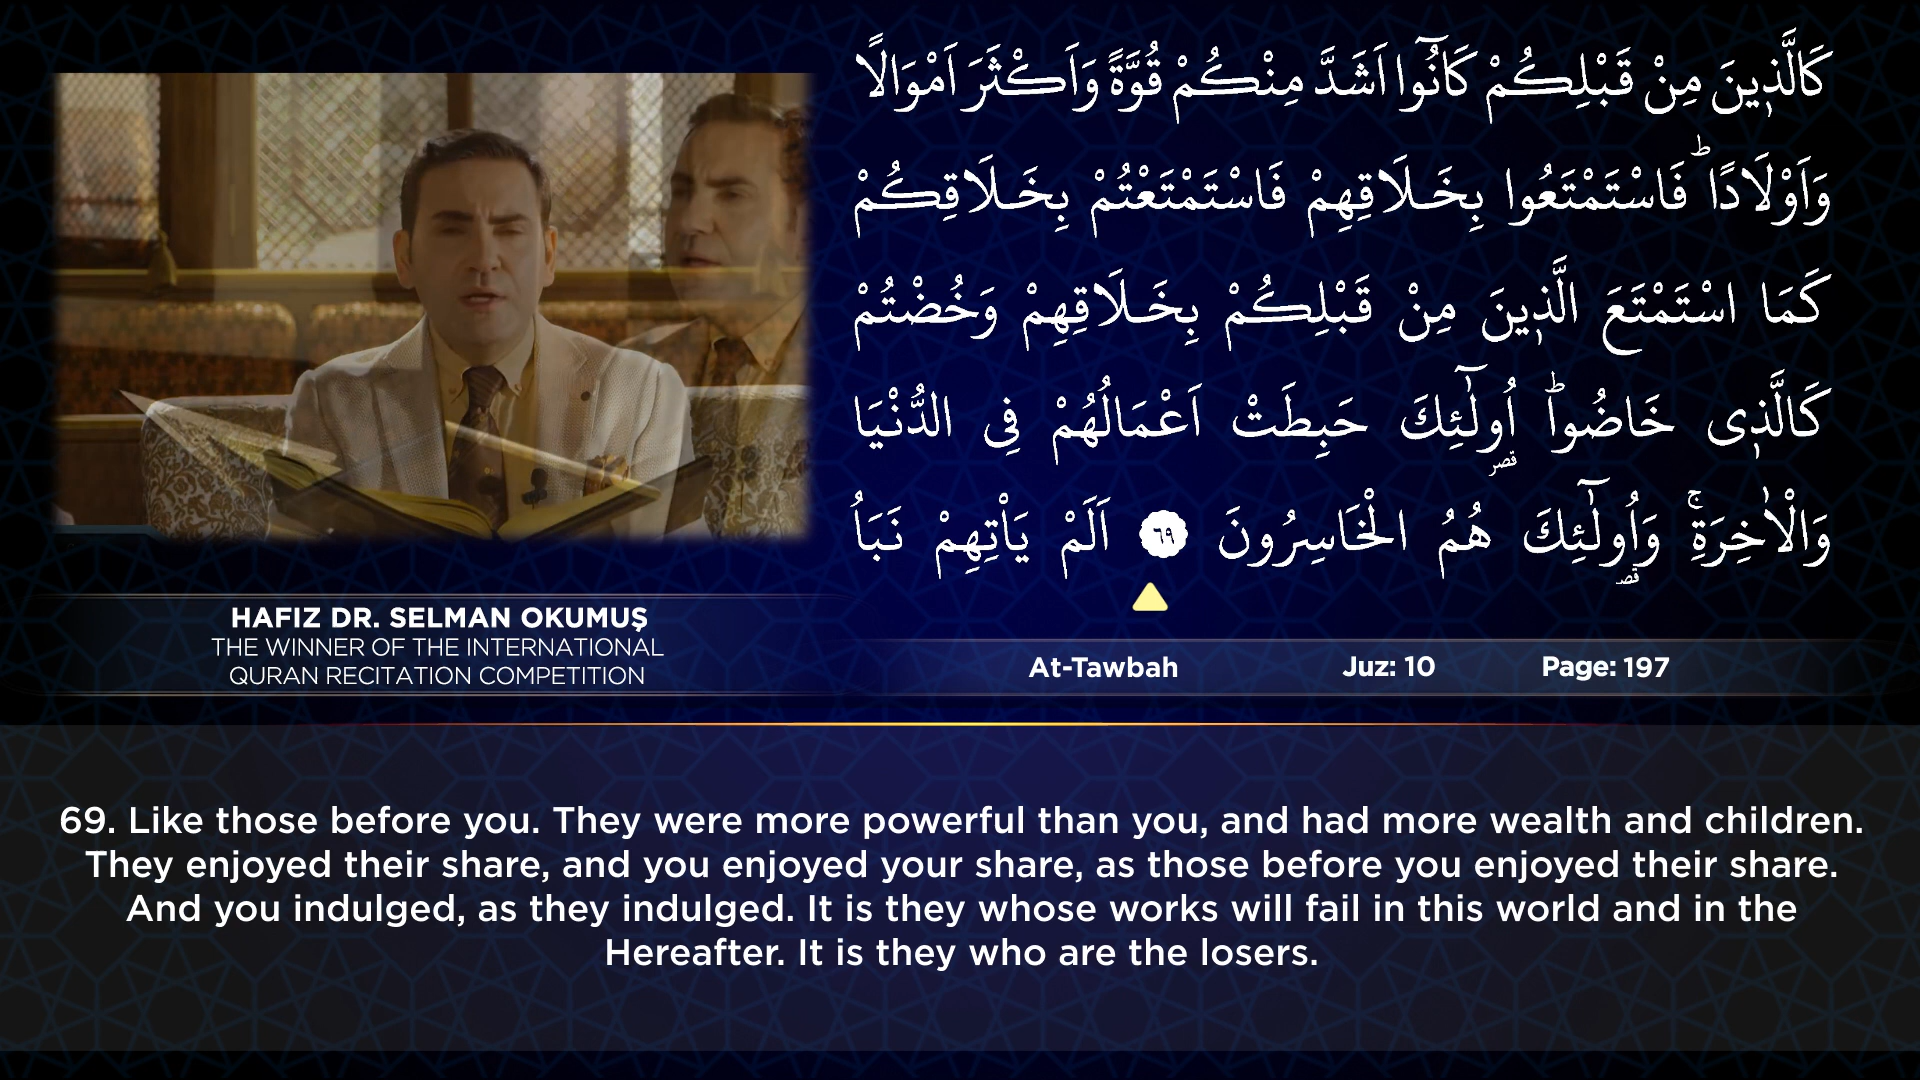 كَالَّذ۪ينَ مِنْ قَبْلِكُمْ كَانُٓوا اَشَدَّ مِنْكُمْ قُوَّةً وَاَكْثَرَ اَمْوَالًا
وَاَوْلَادًاۜ فَاسْتَمْتَعُوا بِخَلَاقِهِمْ فَاسْتَمْتَعْتُمْ بِخَلَاقِكُمْ
كَمَا اسْتَمْتَعَ الَّذ۪ينَ مِنْ قَبْلِكُمْ بِخَلَاقِهِمْ وَخُضْتُمْ
كَالَّذ۪ى خَاضُواۜ اُو۬لٰٓئِكَ حَبِطَتْ اَعْمَالُهُمْ فِى الدُّنْيَا
وَالْاٰخِرَةِۚ وَاُو۬لٰٓئِكَ هُمُ الْخَاسِرُونَ ٦٩ اَلَمْ يَاْتِهِمْ نَبَاُ
HAFIZ DR. SELMAN OKUMUŞ
THE WINNER OF THE INTERNATIONAL
QURAN RECITATION COMPETITION
At-Tawbah Juz: 10 Page: 197
69. Like those before you. They were more powerful than you, and had more wealth and children.
They enjoyed their share, and you enjoyed your share, as those before you enjoyed their share.
And you indulged, as they indulged. It is they whose works will fail in this world and in the
Hereafter. It is they who are the losers.